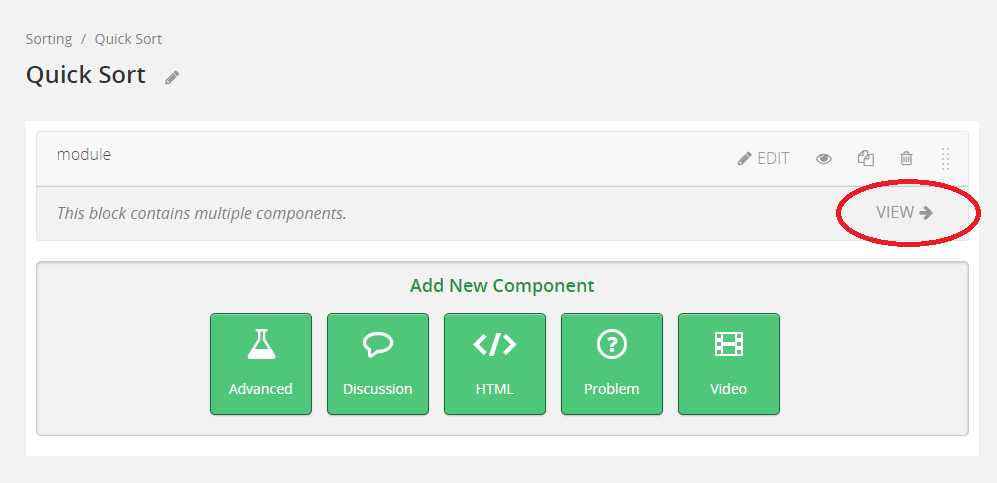 Sorting / Quick Sort
Quick Sort
module
EDIT
This block contains multiple components.
VIEW
Add New Component
Advanced
Discussion
HTML
Problem
Video